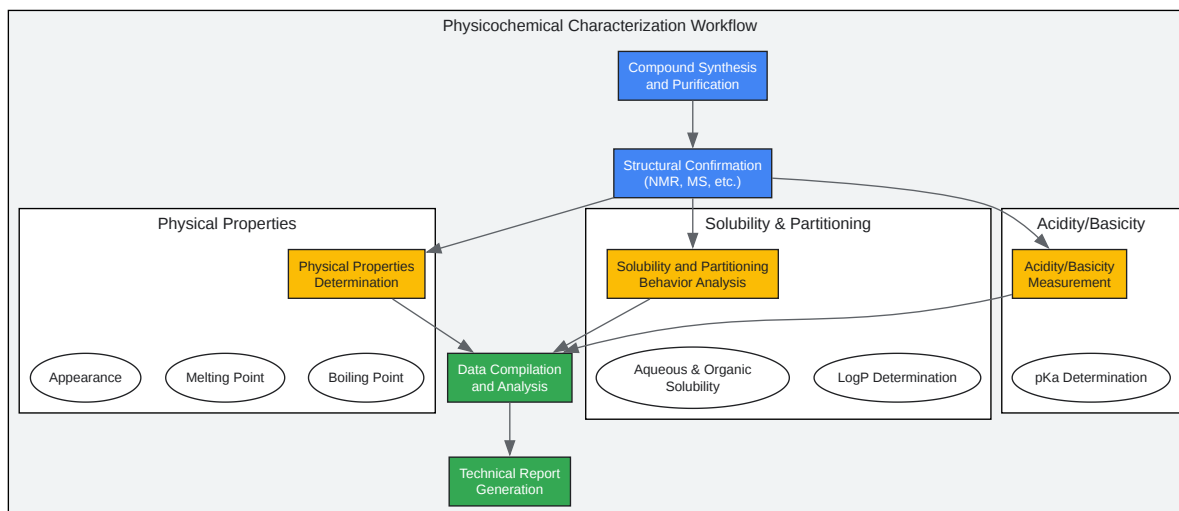 Physicochemical Characterization Workflow
Compound Synthesis
and Purification
Structural Confirmation
(NMR, MS, etc.)
Physical Properties
Physical Properties
Determination
Appearance
Melting Point
Boiling Point
Solubility & Partitioning
Solubility and Partitioning
Behavior Analysis
Aqueous & Organic
Solubility
LogP Determination
Acidity/Basicity
Acidity/Basicity
Measurement
pKa Determination
Data Compilation
and Analysis
Technical Report
Generation